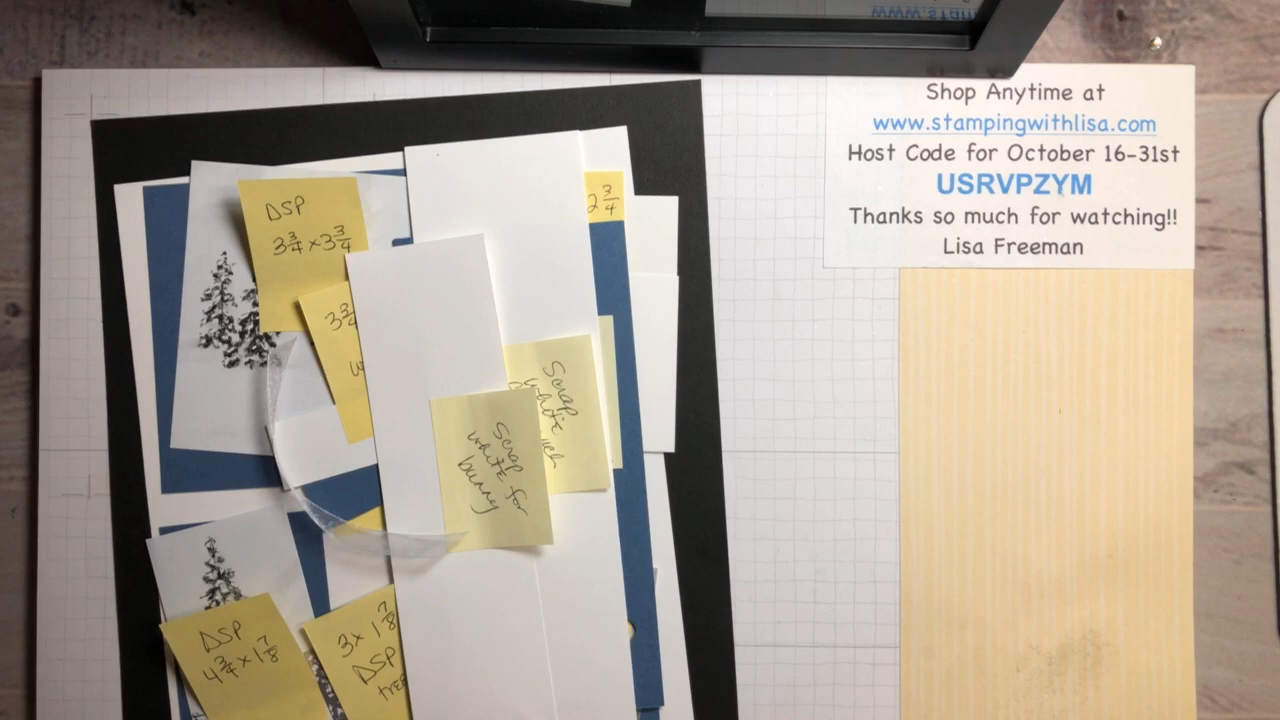 Shop Anytime at
www.stampingwithlisa.com
Host Code for October 16-31st
USRVPZYM
Thanks so much for watching!!
Lisa Freeman
DSP
3 3/4 x 3 3/4
2 3/4
3 3/4
Scrap
white
Scrap
white for
bunny
DSP
4 3/4 x 1 7/8
3 x 1 7/8
DSP